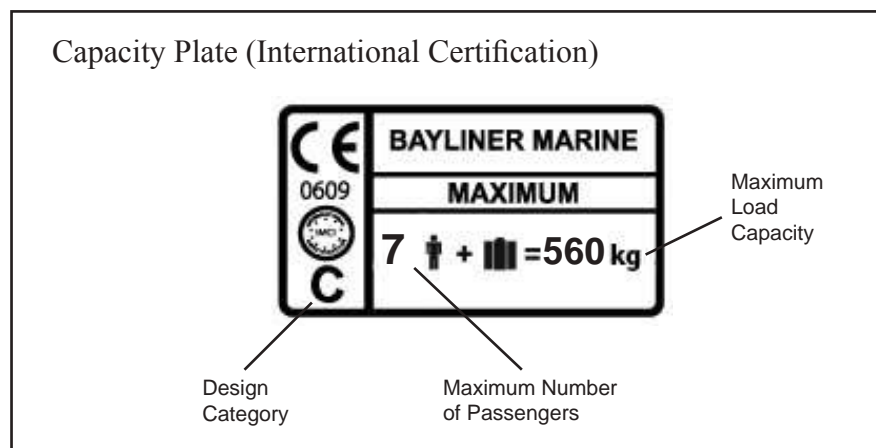 Capacity Plate (International Certification)
CE
0609
IMCI
C
BAYLINER MARINE
MAXIMUM
7 + =560 kg
Maximum
Load
Capacity
Design
Category
Maximum Number
of Passengers